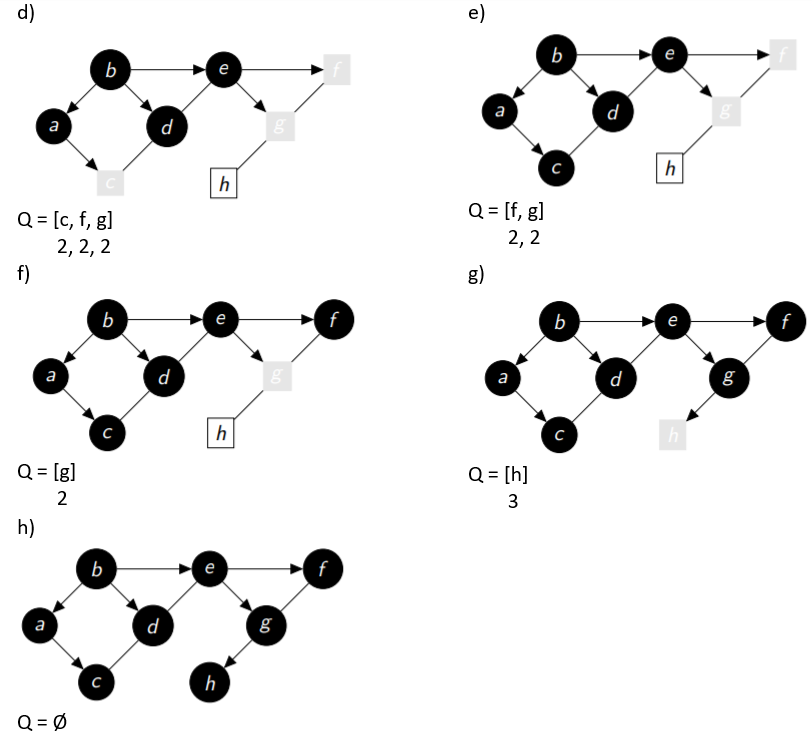 d)
b e f
a d g
c h
Q = [c, f, g]
2, 2, 2
e)
b e f
a d g
c h
Q = [f, g]
2, 2
f)
b e f
a d g
c h
Q = [g]
2
g)
b e f
a d g
c h
Q = [h]
3
h)
b e f
a d g
c h
Q = Ø